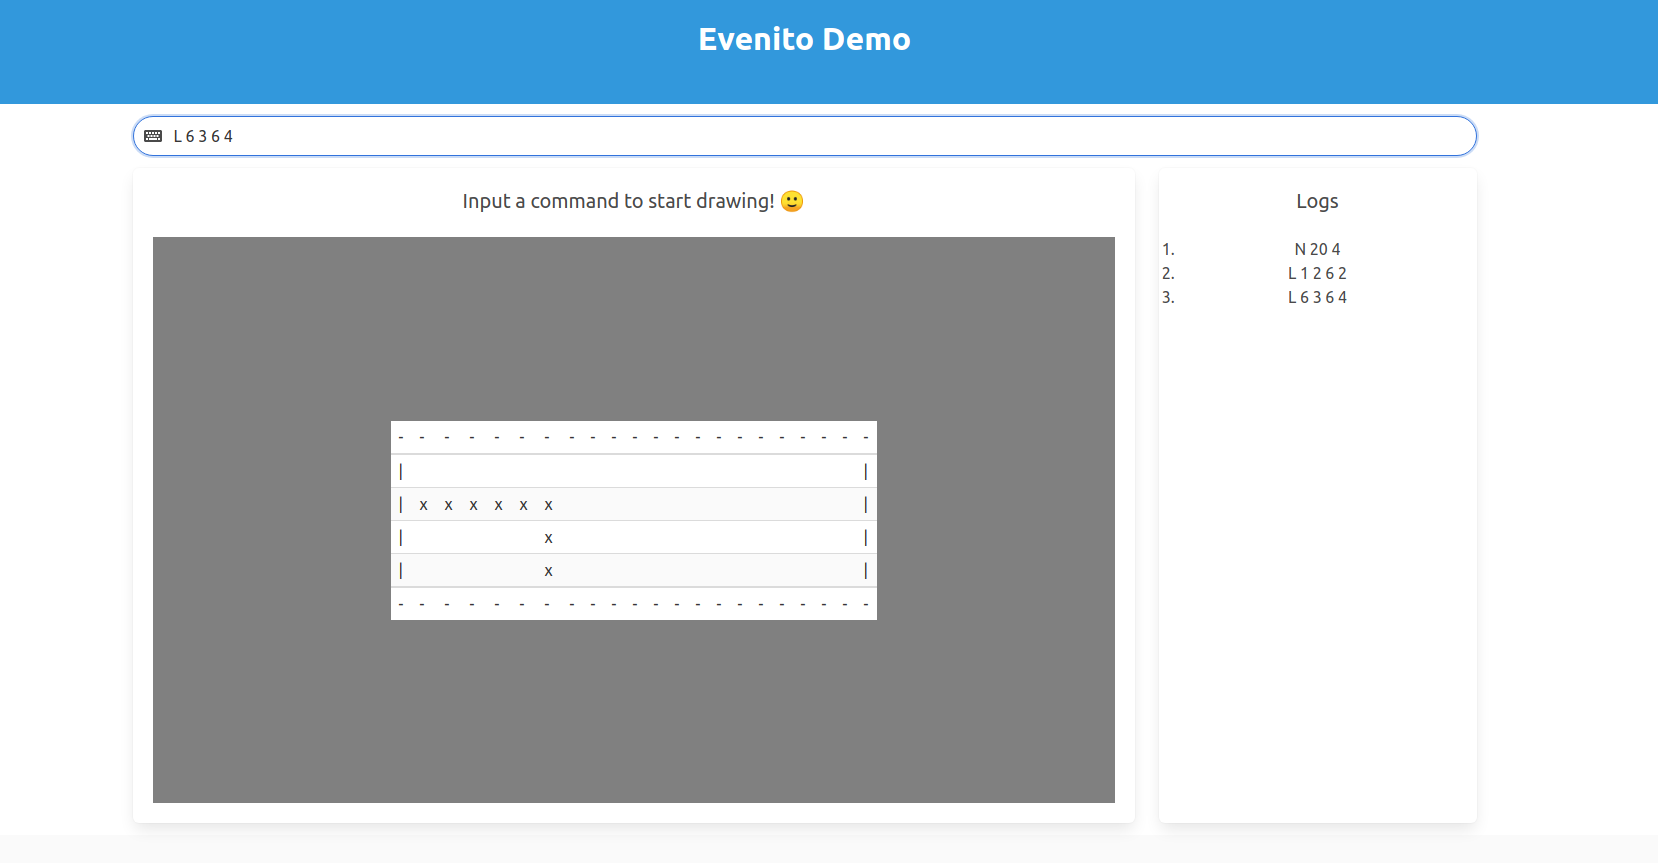 Evenito Demo
L 6 3 6 4
Input a command to start drawing! 🙂
- - - - - - - - - - - - - - - - - - - - - -
| |
| x x x x x x |
| x |
| x |
- - - - - - - - - - - - - - - - - - - - - -
Logs
1. N 20 4
2. L 1 2 6 2
3. L 6 3 6 4